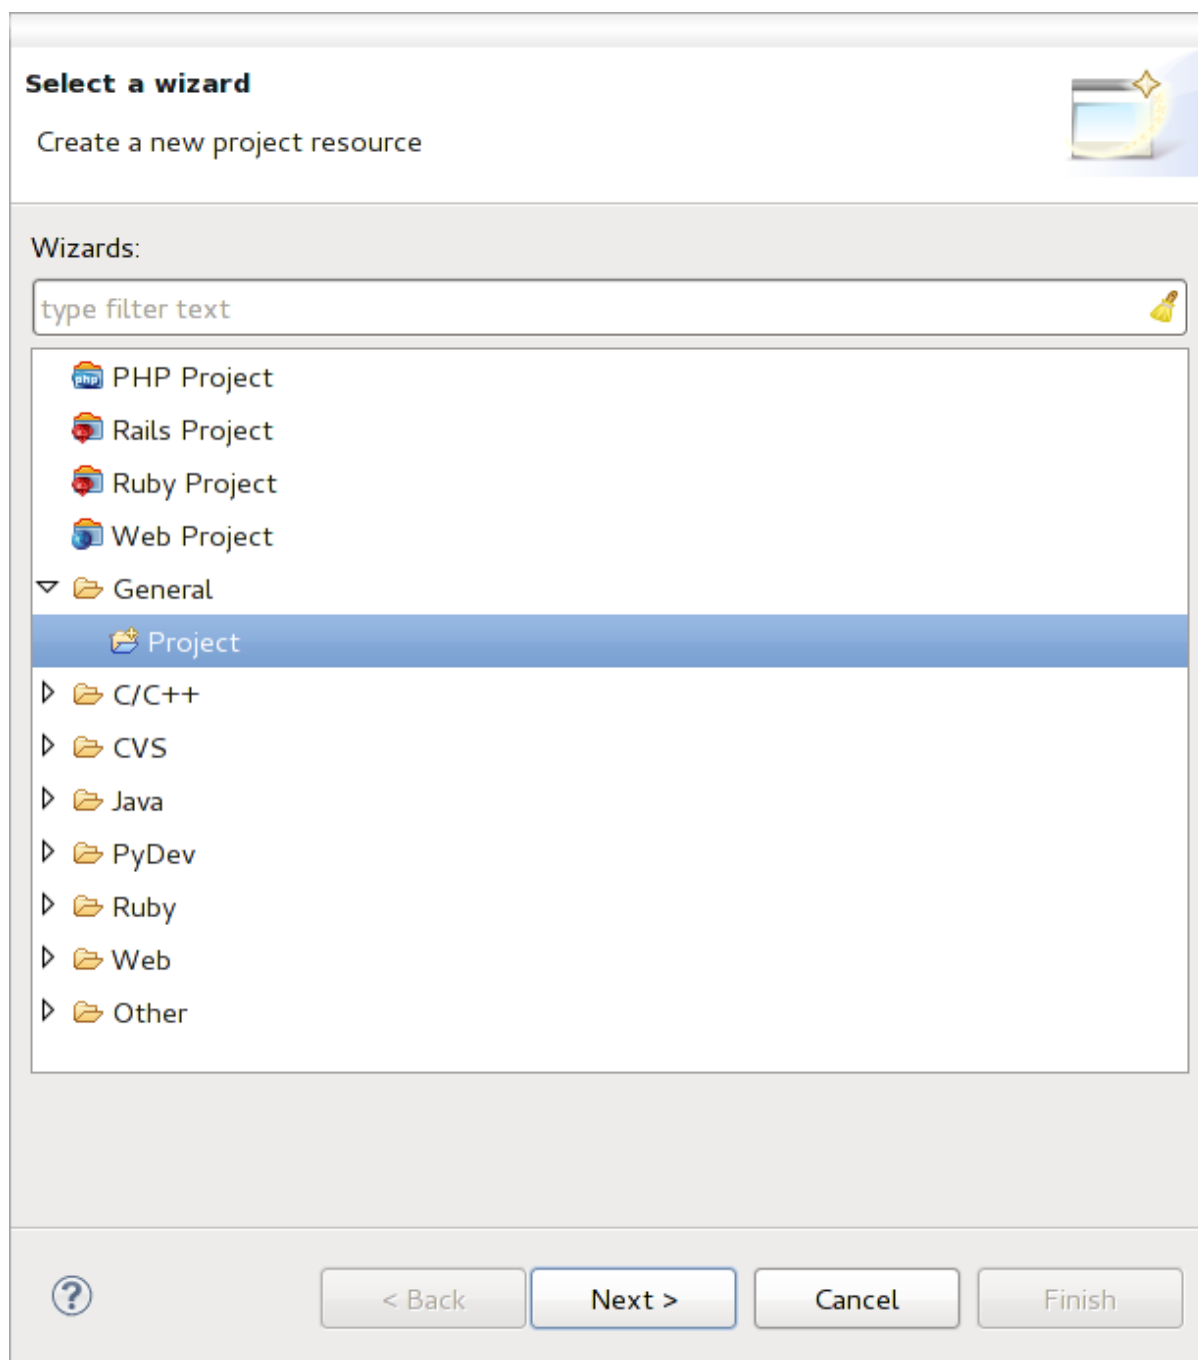 Select a wizard
Create a new project resource
Wizards:
type filter text
php PHP Project
Rails Project
Ruby Project
Web Project
General
Project
C/C++
CVS
Java
PyDev
Ruby
Web
Other
? < Back Next > Cancel Finish